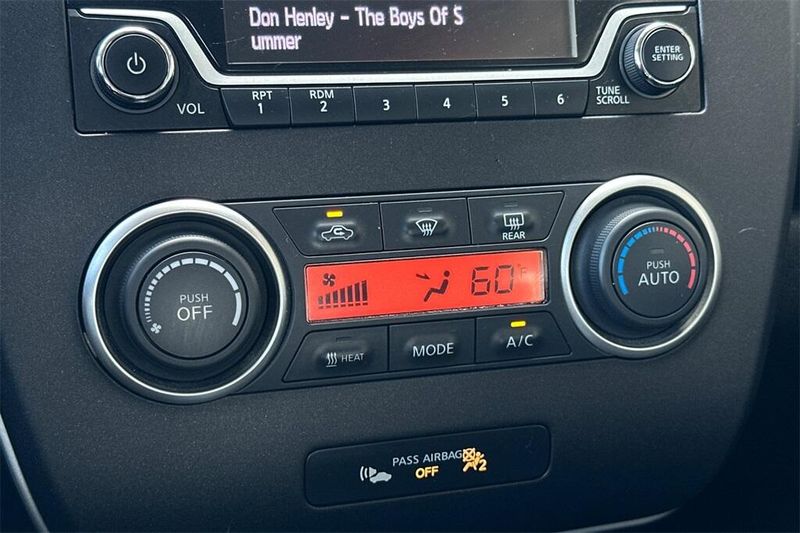 Don Henley - The Boys Of S
ummer
VOL
RPT
1
RDM
2
3
4
5
6
TUNE
SCROLL
ENTER
SETTING
REAR
PUSH
OFF
60°F
PUSH
AUTO
HEAT
MODE
A/C
PASS AIRBAG
OFF
2